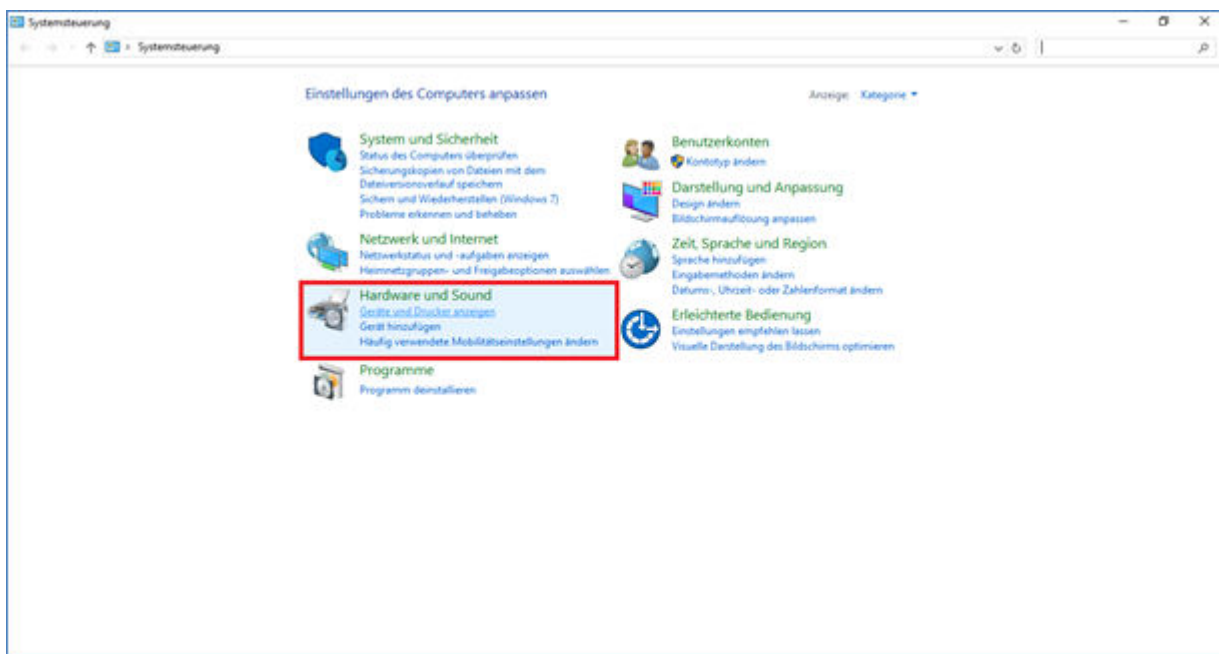 Systemsteuerung
Systemsteuerung
Einstellungen des Computers anpassen
Anzeige: Kategorie
System und Sicherheit
Status des Computers überprüfen
Sicherungskopien von Dateien mit dem
Dateiversionsverlauf speichern
Sichern und Wiederherstellen (Windows 7)
Probleme erkennen und beheben
Netzwerk und Internet
Netzwerkstatus und -aufgaben anzeigen
Heimnetzgruppen- und Freigabeoptionen auswählen
Hardware und Sound
Geräte und Drucker anzeigen
Gerät hinzufügen
Häufig verwendete Mobilitätseinstellungen ändern
Programme
Programm deinstallieren
Benutzerkonten
Kontotyp ändern
Darstellung und Anpassung
Design ändern
Bildschirmauflösung anpassen
Zeit, Sprache und Region
Sprache hinzufügen
Eingabemethoden ändern
Datums-, Uhrzeit- oder Zahlenformat ändern
Erleichterte Bedienung
Einstellungen empfehlen lassen
Visuelle Darstellung des Bildschirms optimieren